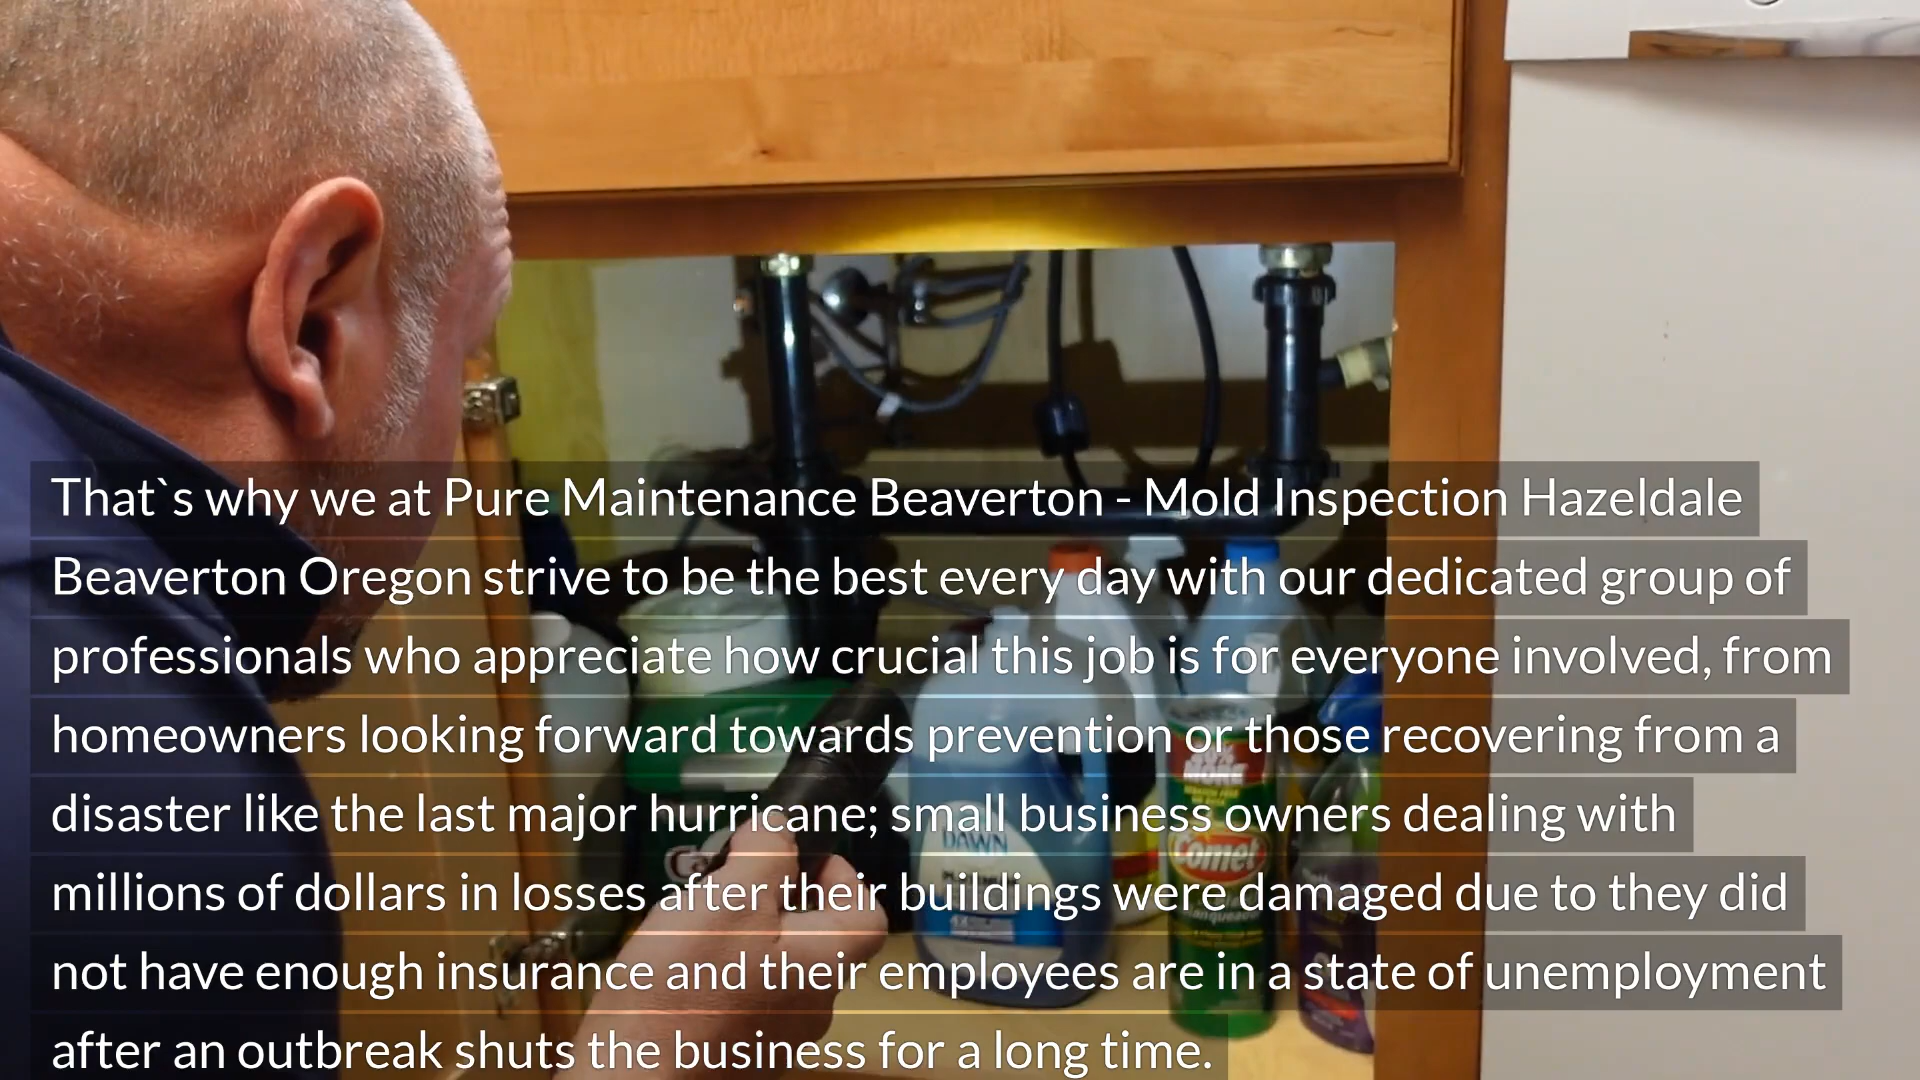 That`s why we at Pure Maintenance Beaverton - Mold Inspection Hazeldale
Beaverton Oregon strive to be the best every day with our dedicated group of
professionals who appreciate how crucial this job is for everyone involved, from
homeowners looking forward towards prevention or those recovering from a
disaster like the last major hurricane; small business owners dealing with
millions of dollars in losses after their buildings were damaged due to they did
not have enough insurance and their employees are in a state of unemployment
after an outbreak shuts the business for a long time.
MORE
DAWN
Comet